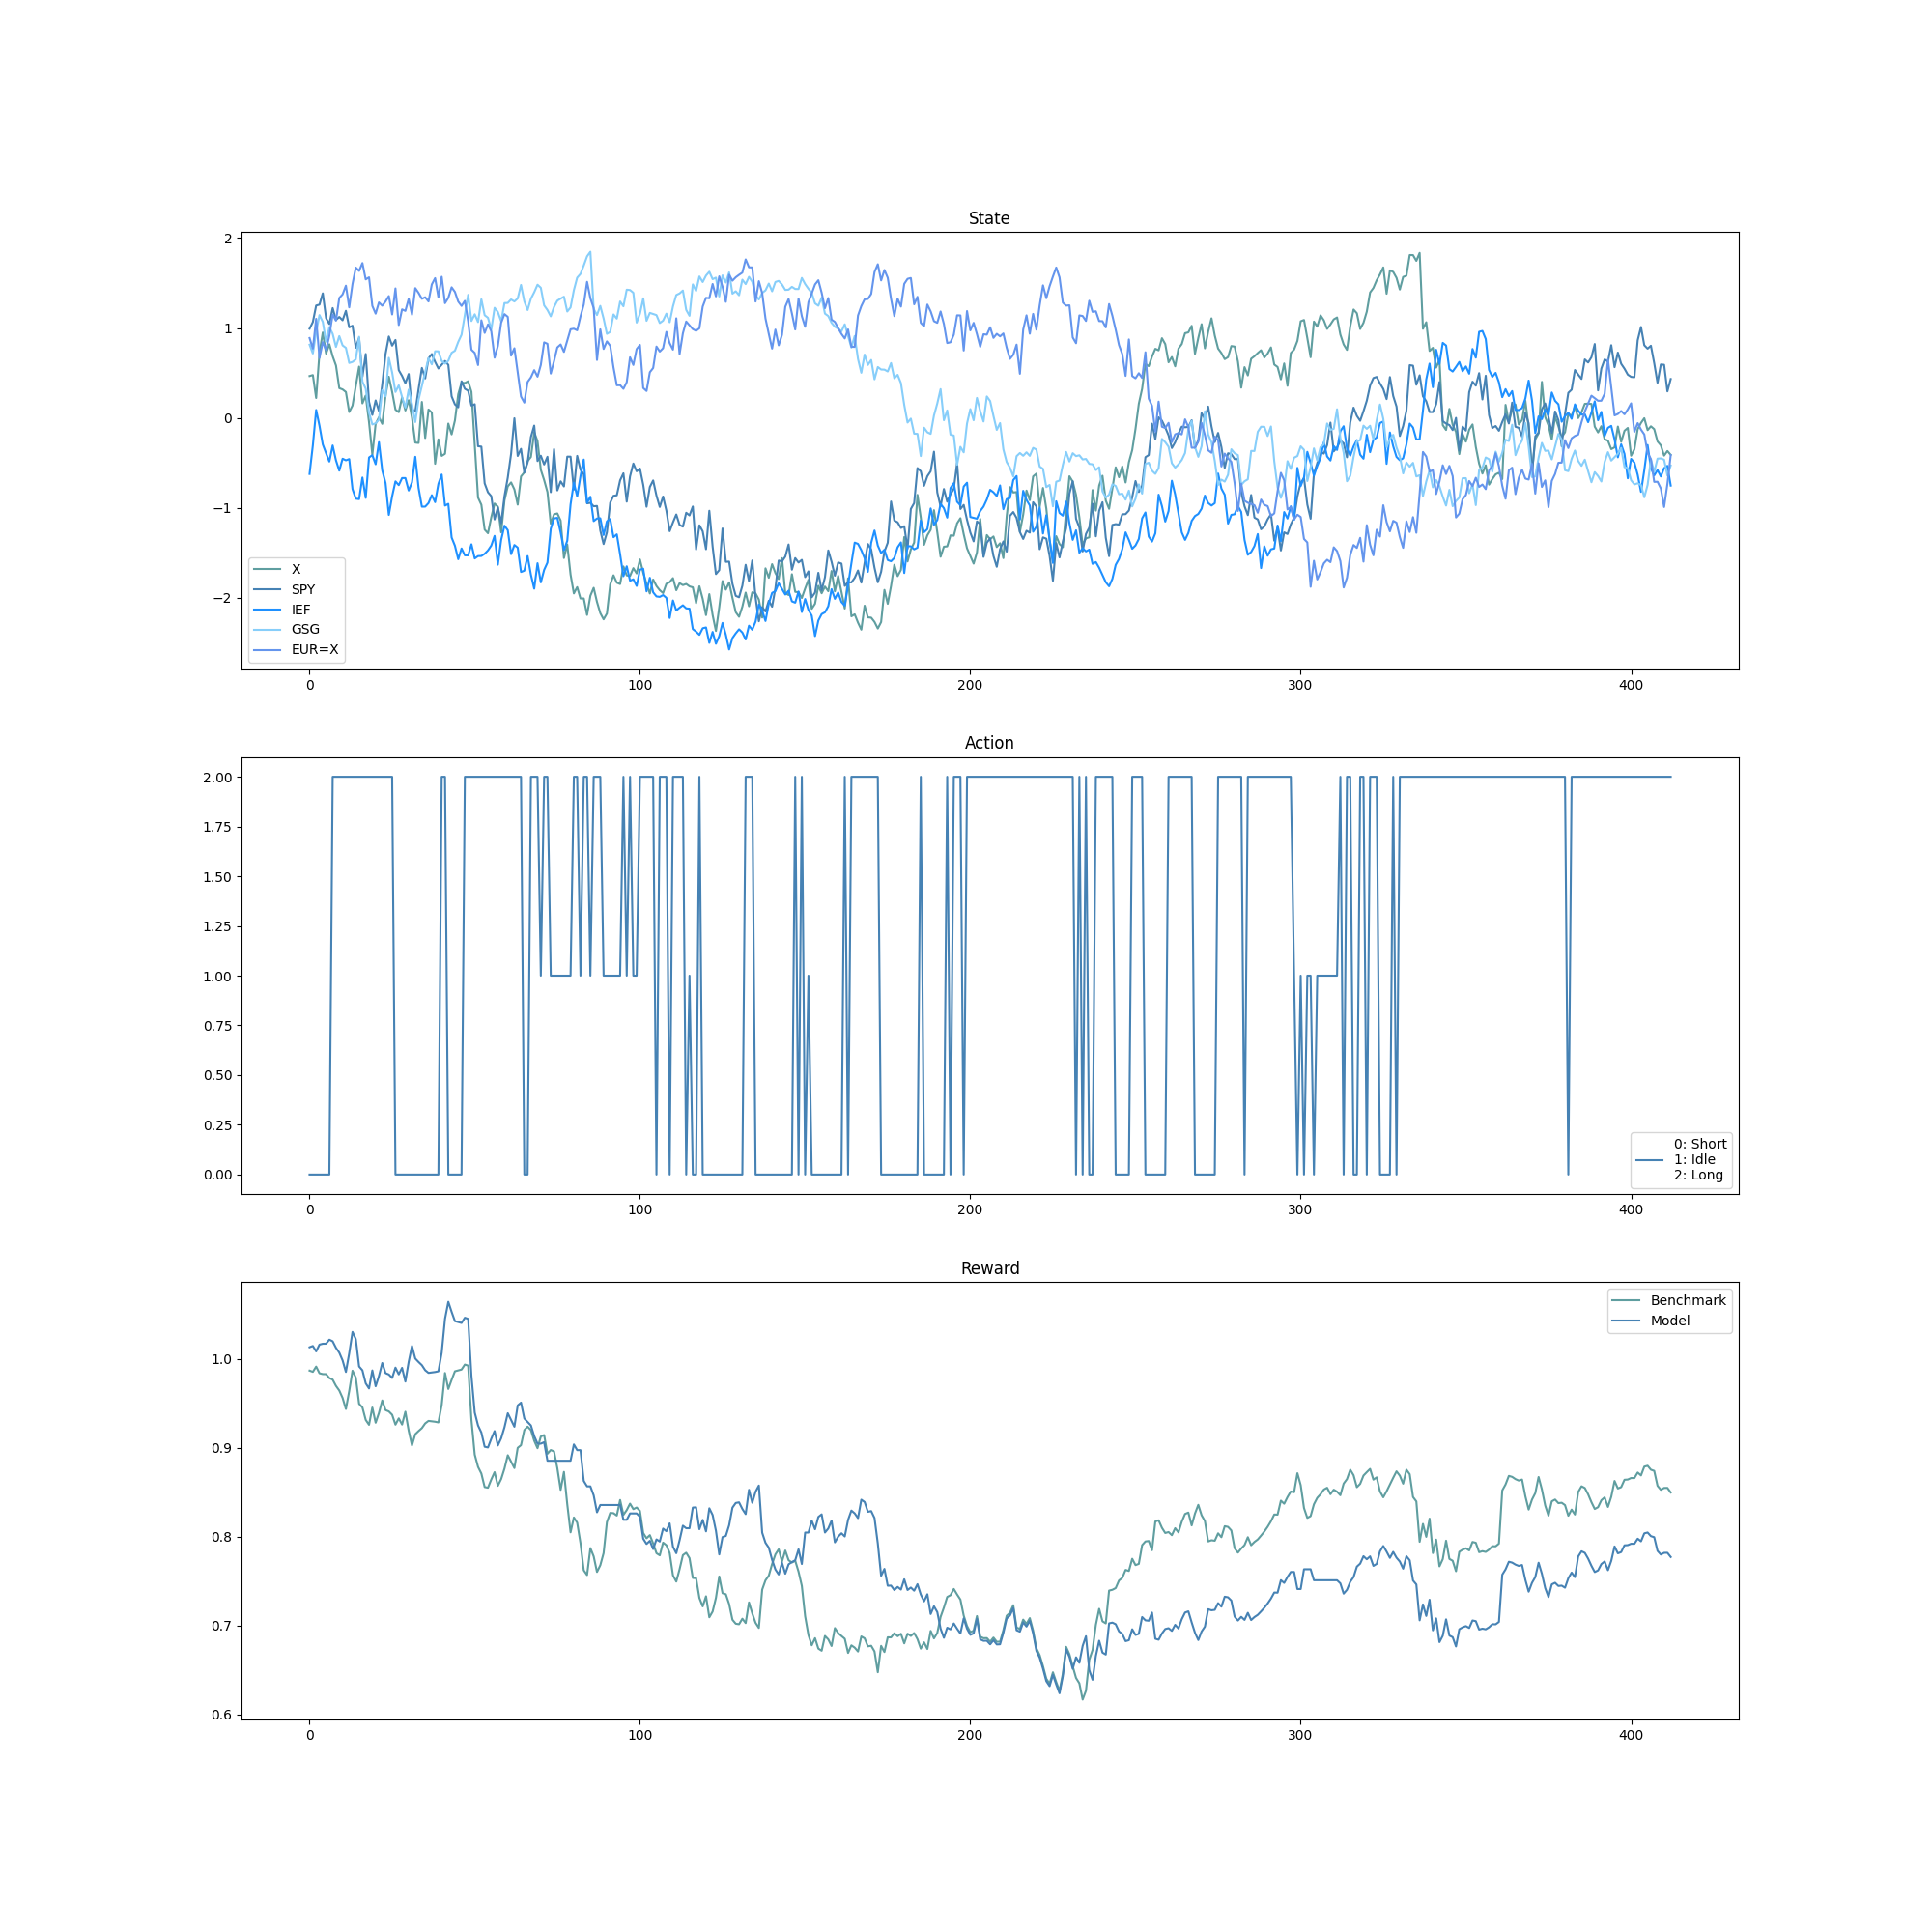 State
2
1
0
−1
−2
X
SPY
IEF
GSG
EUR=X
0 100 200 300 400
Action
2.00
1.75
1.50
1.25
1.00
0.75
0.50
0.25
0.00
0: Short
1: Idle
2: Long
0 100 200 300 400
Reward
Benchmark
Model
1.0
0.9
0.8
0.7
0.6
0 100 200 300 400